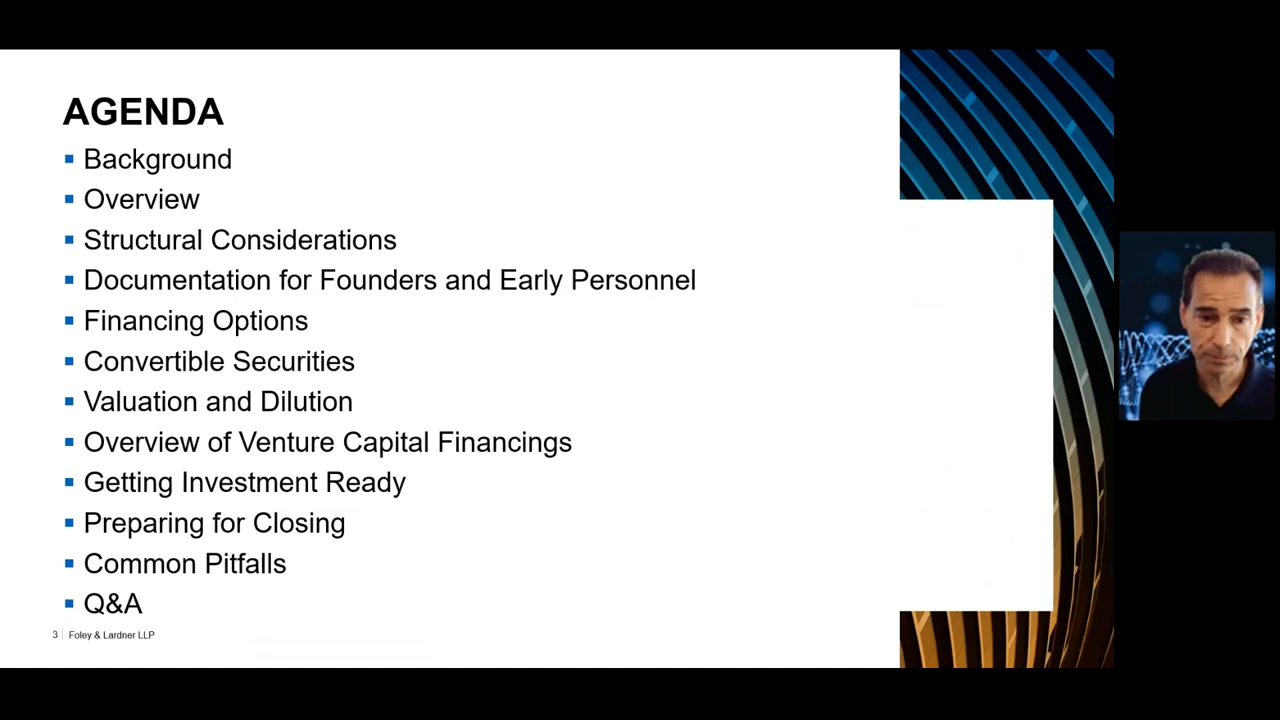 AGENDA
Background
Overview
Structural Considerations
Documentation for Founders and Early Personnel
Financing Options
Convertible Securities
Valuation and Dilution
Overview of Venture Capital Financings
Getting Investment Ready
Preparing for Closing
Common Pitfalls
Q&A
3 Foley & Lardner LLP